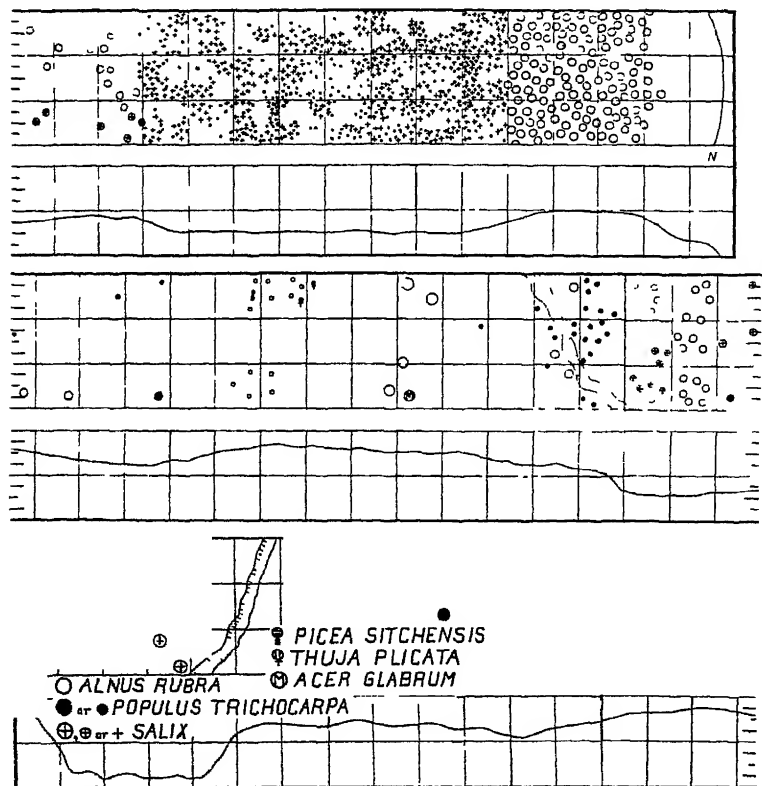 N
PICEA SITCHENSIS
THUJA PLICATA
ALNUS RUBRA
ACER GLABRUM
or POPULUS TRICHOCARPA
, or + SALIX